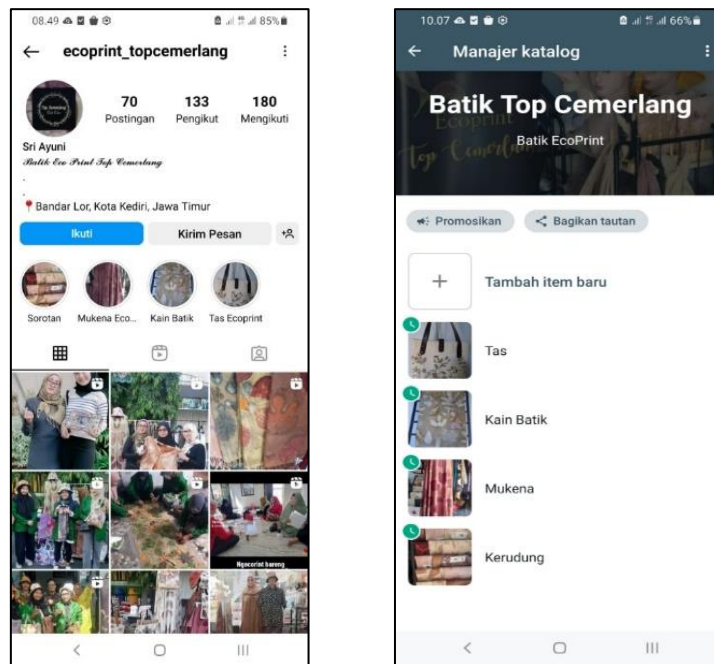 08.49
85%
ecoprint_topcemerlang
70
133
180
Postingan
Pengikut
Mengikuti
Sri Ayuni
Batik Eco Print Top Cemerlang
.
.
Bandar Lor, Kota Kediri, Jawa Timur
Ikuti
Kirim Pesan
Sorotan
Mukena Eco...
Kain Batik
Tas Ecoprint
Ngecorint bareng
10.07
66%
Manajer katalog
Batik Top Cemerlang
Batik EcoPrint
Promosikan
Bagikan tautan
Tambah item baru
Tas
Kain Batik
Mukena
Kerudung